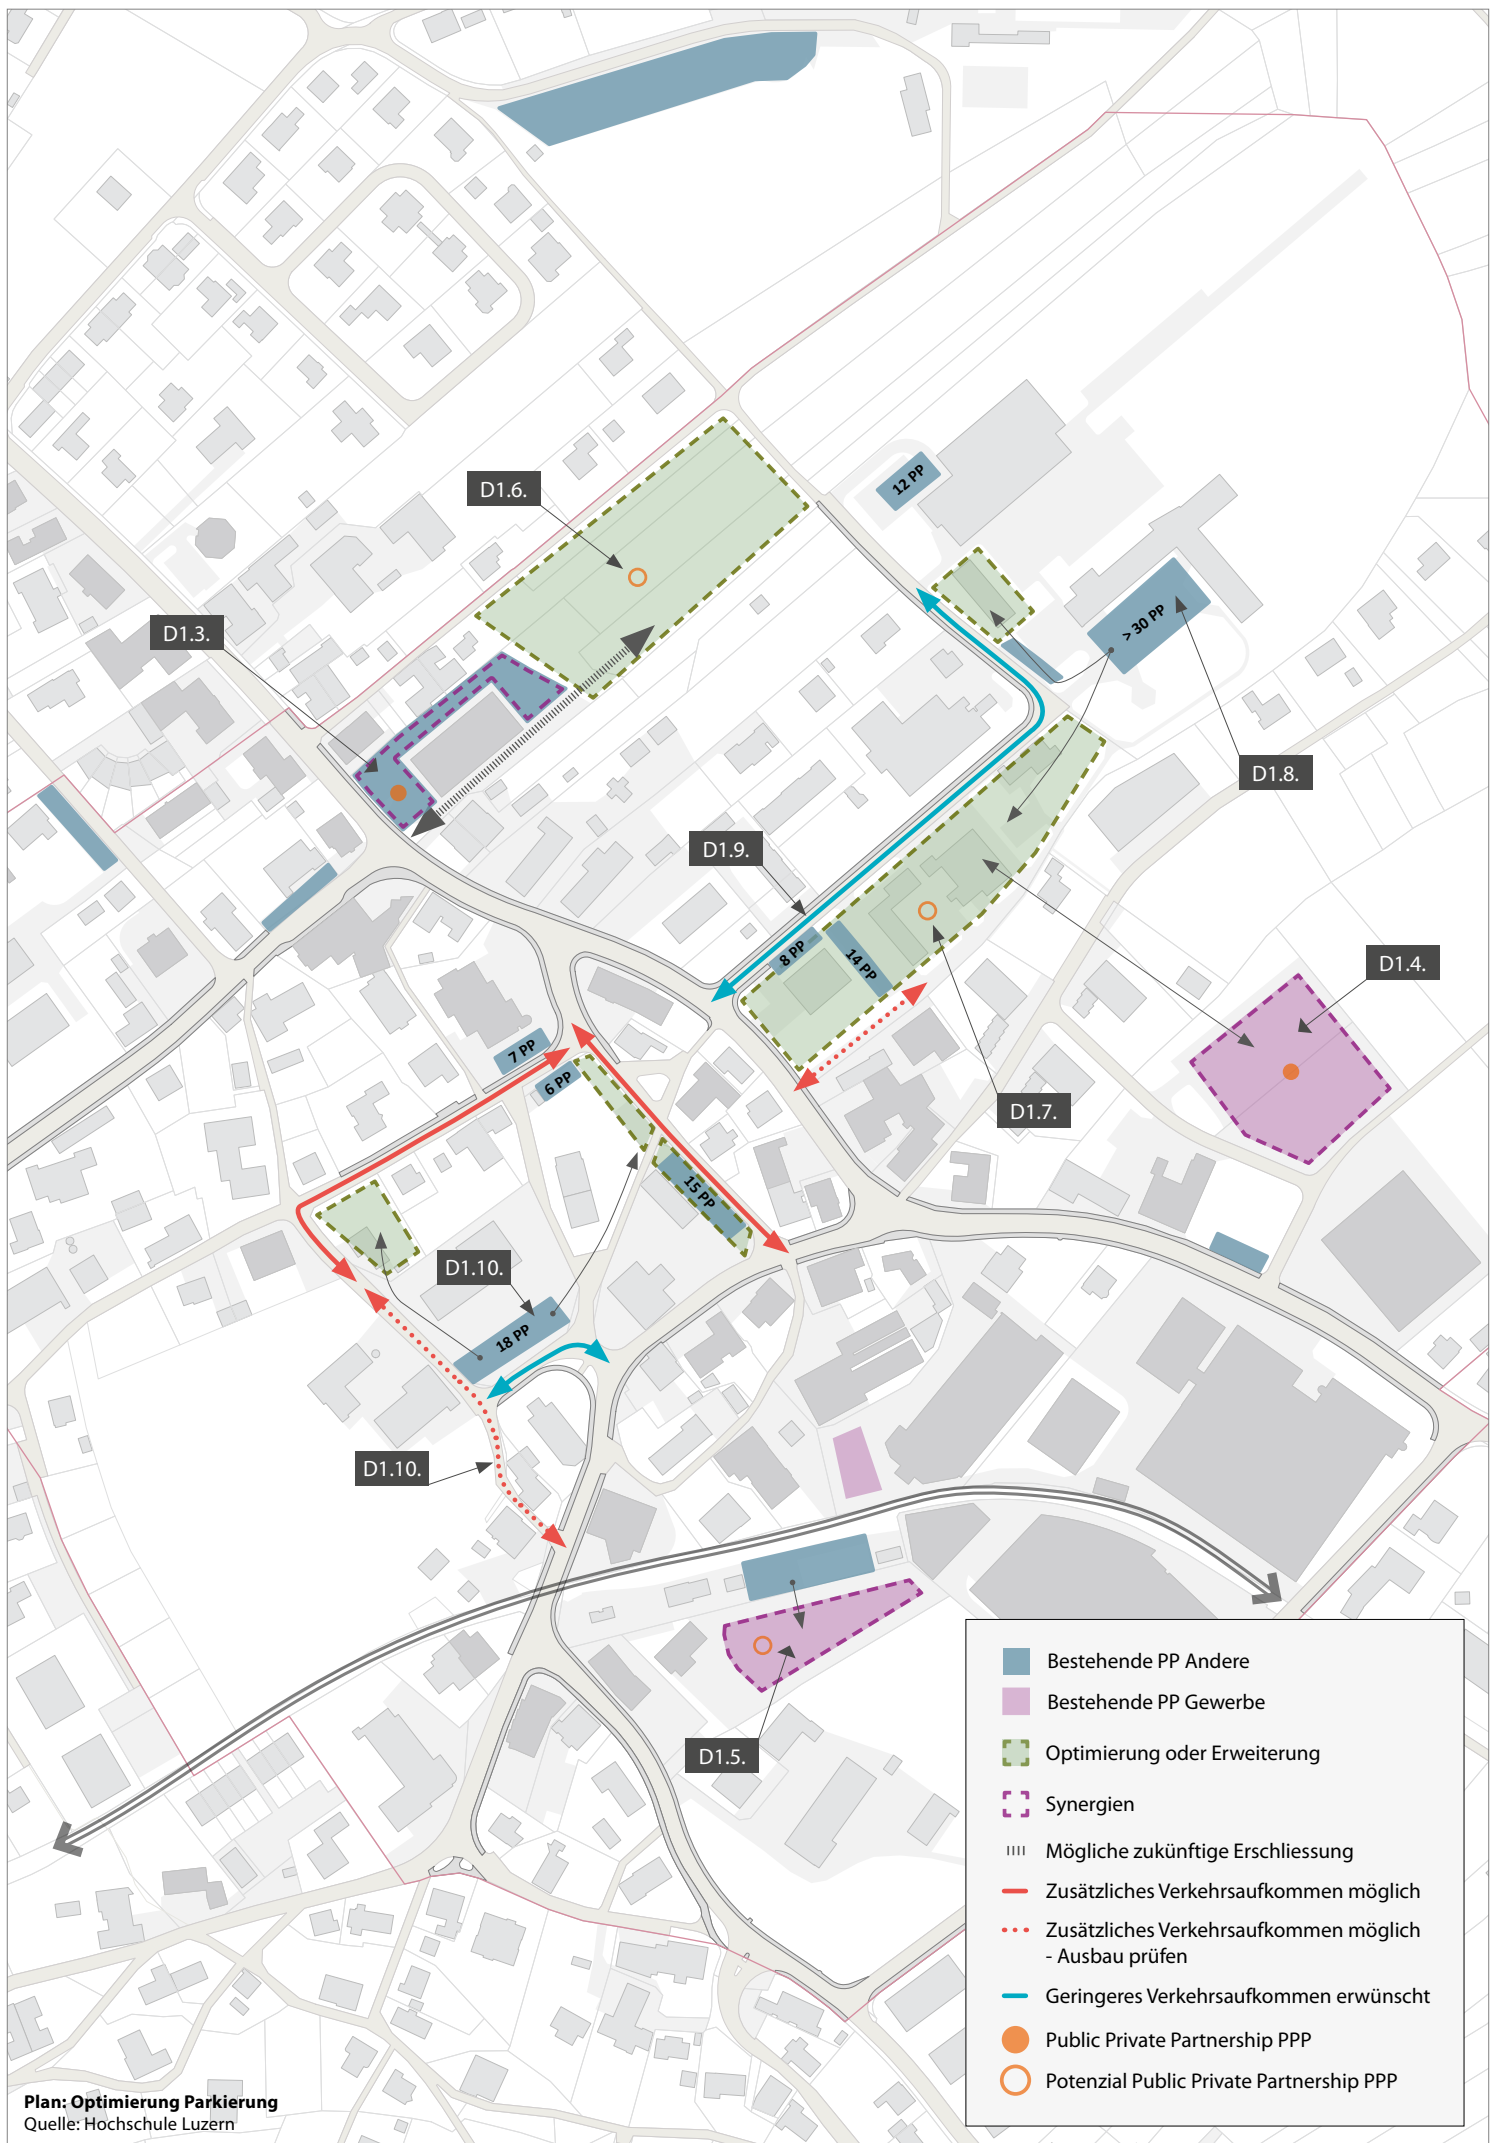 12 PP
D1.6.
> 30 PP
D1.3.
D1.8.
D1.9.
8 PP
14 PP
D1.4.
7 PP
6 PP
D1.7.
15 PP
D1.10.
18 PP
D1.10.
D1.5.
Bestehende PP Andere
Bestehende PP Gewerbe
Optimierung oder Erweiterung
Synergien
Mögliche zukünftige Erschliessung
Zusätzliches Verkehrsaufkommen möglich
Zusätzliches Verkehrsaufkommen möglich
- Ausbau prüfen
Geringeres Verkehrsaufkommen erwünscht
Public Private Partnership PPP
Potenzial Public Private Partnership PPP
Plan: Optimierung Parkierung
Quelle: Hochschule Luzern